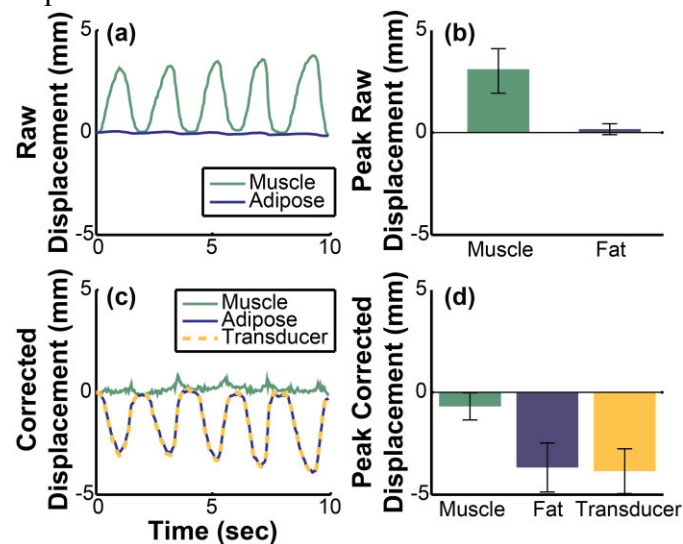 (a)
Raw
Displacement (mm)
5
0
-5
0 5 10
Muscle
Adipose
(b)
Peak Raw
Displacement (mm)
5
0
-5
Muscle Fat
(c)
Corrected
Displacement (mm)
5
0
-5
Muscle
Adipose
Transducer
0 5 10
Time (sec)
(d)
Peak Corrected
Displacement (mm)
5
0
-5
Muscle Fat Transducer